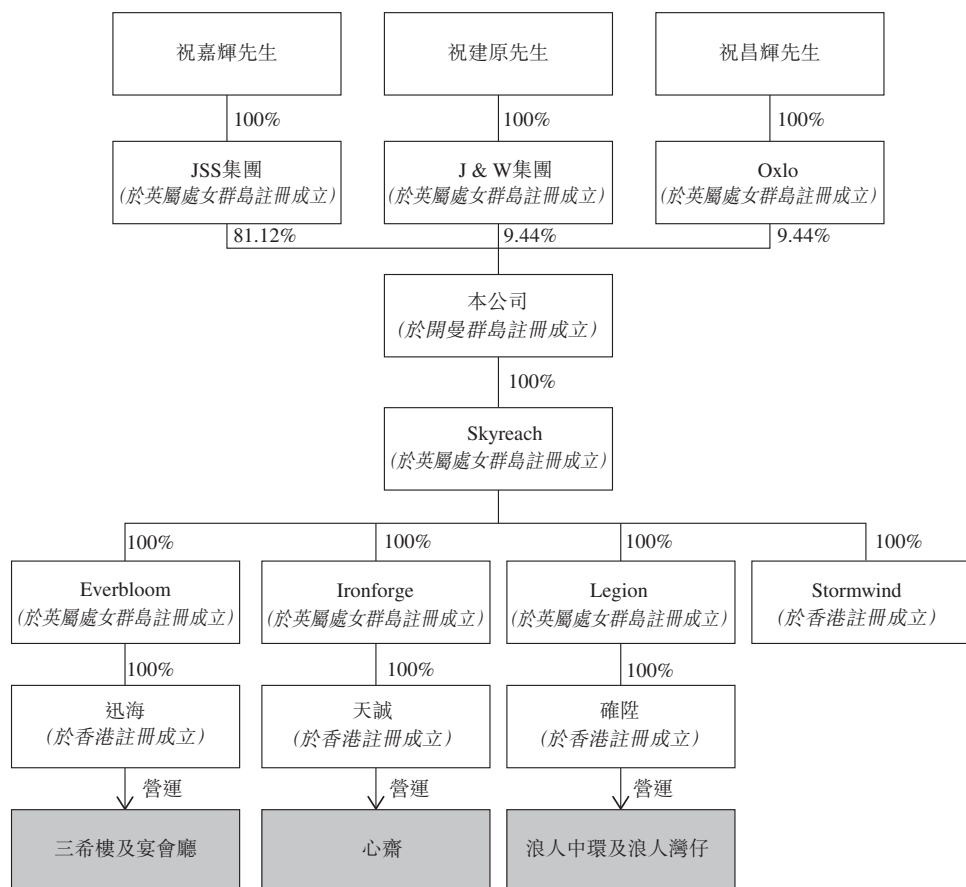 祝嘉輝先生
祝建原先生
祝昌輝先生
100%
100%
100%
JSS集團
(於英屬處女群島註冊成立)
J & W集團
(於英屬處女群島註冊成立)
Oxlo
(於英屬處女群島註冊成立)
81.12%
9.44%
9.44%
本公司
(於開曼群島註冊成立)
100%
Skyreach
(於英屬處女群島註冊成立)
100%
100%
100%
100%
Everbloom
(於英屬處女群島註冊成立)
Ironforge
(於英屬處女群島註冊成立)
Legion
(於英屬處女群島註冊成立)
Stormwind
(於香港註冊成立)
100%
100%
100%
迅海
(於香港註冊成立)
天誠
(於香港註冊成立)
確陞
(於香港註冊成立)
營運
營運
營運
三希樓及宴會廳
心齋
浪人中環及浪人灣仔